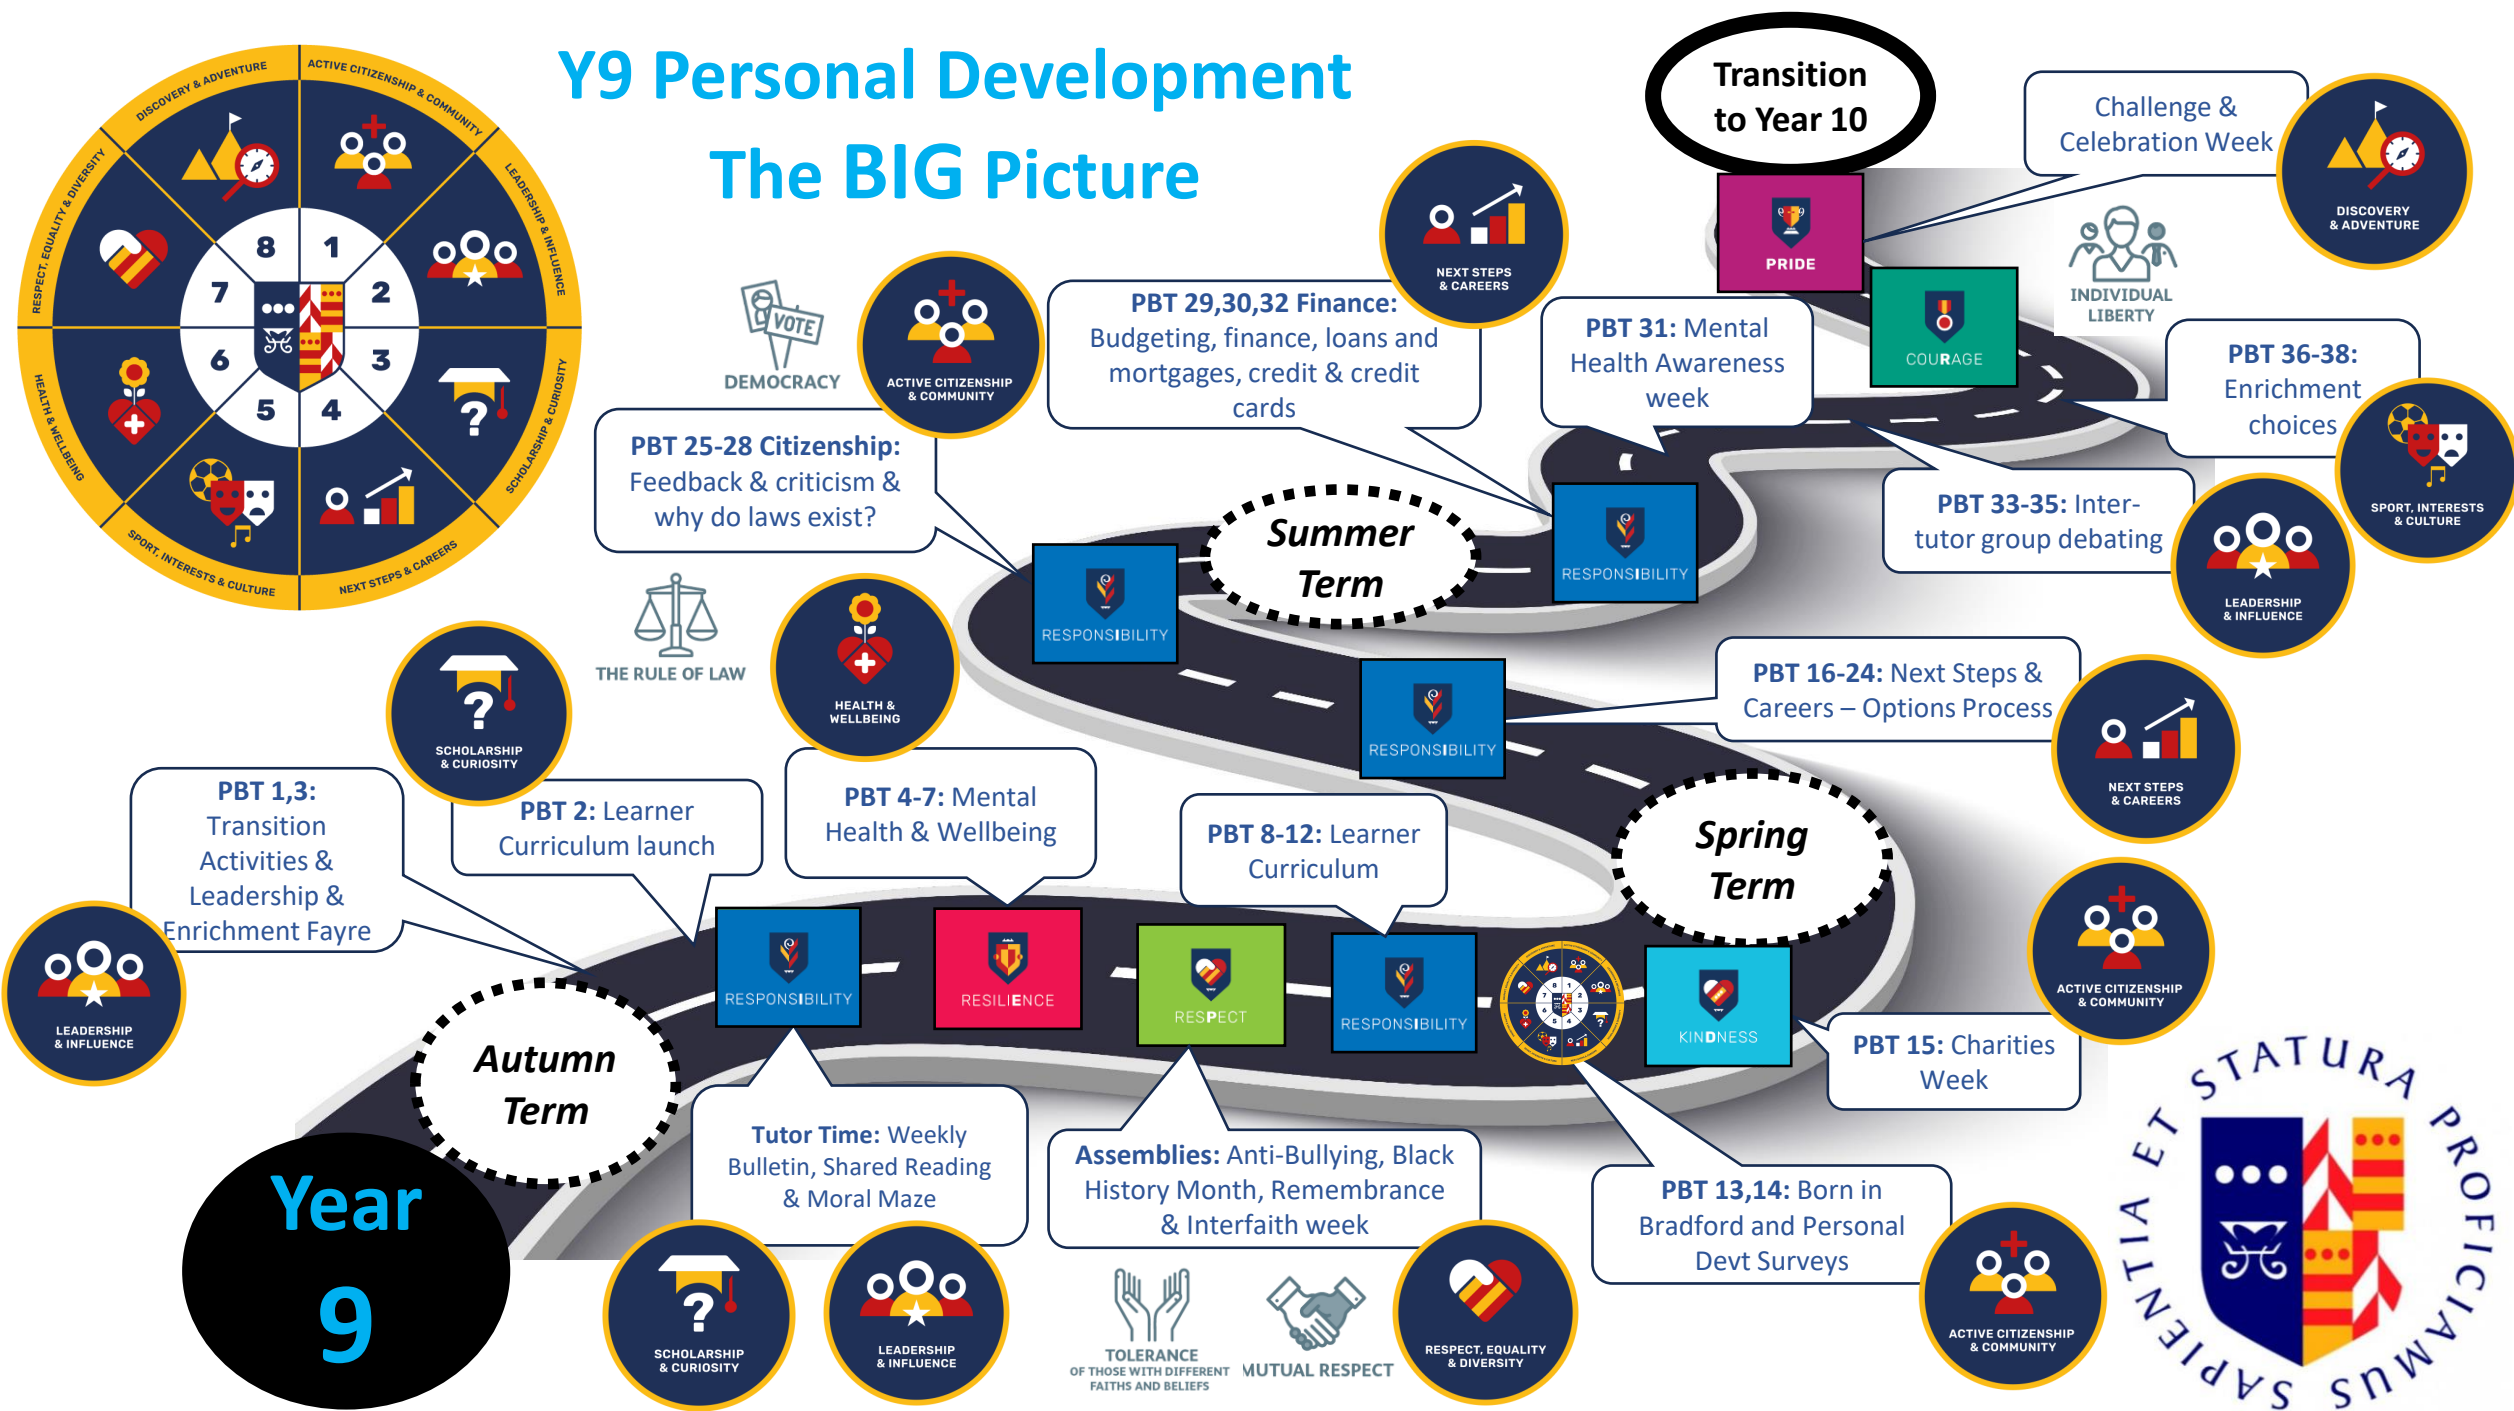 Y9 Personal Development
The BIG Picture
DISCOVERY & ADVENTURE
ACTIVE CITIZENSHIP & COMMUNITY
LEADERSHIP & INFLUENCE
SCHOLARSHIP & CURIOSITY
NEXT STEPS & CAREERS
SPORT, INTERESTS & CULTURE
HEALTH & WELLBEING
RESPECT, EQUALITY & DIVERSITY
8 1
7 2
6 3
5 4
Transition
to Year 10
Challenge &
Celebration Week
DISCOVERY
& ADVENTURE
PRIDE
INDIVIDUAL
LIBERTY
COURAGE
NEXT STEPS
& CAREERS
VOTE
DEMOCRACY
ACTIVE CITIZENSHIP
& COMMUNITY
PBT 29,30,32 Finance:
Budgeting, finance, loans and
mortgages, credit & credit
cards
PBT 31: Mental
Health Awareness
week
PBT 36-38:
Enrichment
choices
SPORT, INTERESTS
& CULTURE
PBT 25-28 Citizenship:
Feedback & criticism &
why do laws exist?
PBT 33-35: Inter-
tutor group debating
LEADERSHIP
& INFLUENCE
Summer
Term
RESPONSIBILITY
RESPONSIBILITY
THE RULE OF LAW
HEALTH &
WELLBEING
PBT 16-24: Next Steps &
Careers – Options Process
NEXT STEPS
& CAREERS
RESPONSIBILITY
SCHOLARSHIP
& CURIOSITY
PBT 1,3:
Transition
Activities &
Leadership &
Enrichment Fayre
LEADERSHIP
& INFLUENCE
PBT 2: Learner
Curriculum launch
PBT 4-7: Mental
Health & Wellbeing
PBT 8-12: Learner
Curriculum
Spring
Term
ACTIVE CITIZENSHIP
& COMMUNITY
RESPONSIBILITY
RESILIENCE
RESPECT
RESPONSIBILITY
8 1
7 2
6 3
5 4
KINDNESS
PBT 15: Charities
Week
Autumn
Term
Tutor Time: Weekly
Bulletin, Shared Reading
& Moral Maze
Assemblies: Anti-Bullying, Black
History Month, Remembrance
& Interfaith week
PBT 13,14: Born in
Bradford and Personal
Devt Surveys
Year
9
SCHOLARSHIP
& CURIOSITY
LEADERSHIP
& INFLUENCE
TOLERANCE
OF THOSE WITH DIFFERENT
FAITHS AND BELIEFS
MUTUAL RESPECT
RESPECT, EQUALITY
& DIVERSITY
ACTIVE CITIZENSHIP
& COMMUNITY
SAPIENTIA ET STATURA PROFICIAMUS